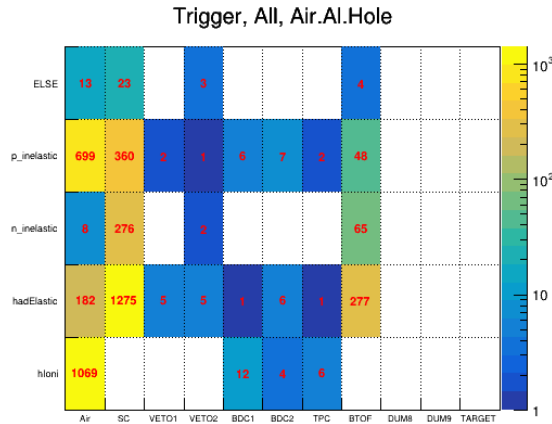 Trigger, All, Air.Al.Hole
ELSE 13 23 3 4
p_inelastic 699 360 2 1 6 7 2 48
n_inelastic 8 276 2 65
hadElastic 182 1275 5 5 1 6 1 277
hIoni 1069 12 4 6
Air SC VETO1 VETO2 BDC1 BDC2 TPC BTOF DUM8 DUM9 TARGET
10³
10²
10
1